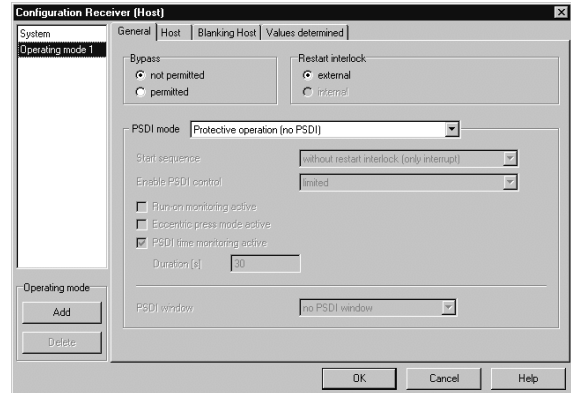 Configuration Receiver (Host)
System
Operating mode 1
General Host Blanking Host Values determined
Bypass
not permitted
permitted
Restart interlock
external
internal
PSDI mode Protective operation (no PSDI)
Start sequence without restart interlock (only interrupt)
Enable PSDI control limited
Run-on monitoring active
Eccentric press mode active
PSDI time monitoring active
Duration [s] 30
PSDI window no PSDI window
Operating mode
Add
Delete
OK Cancel Help